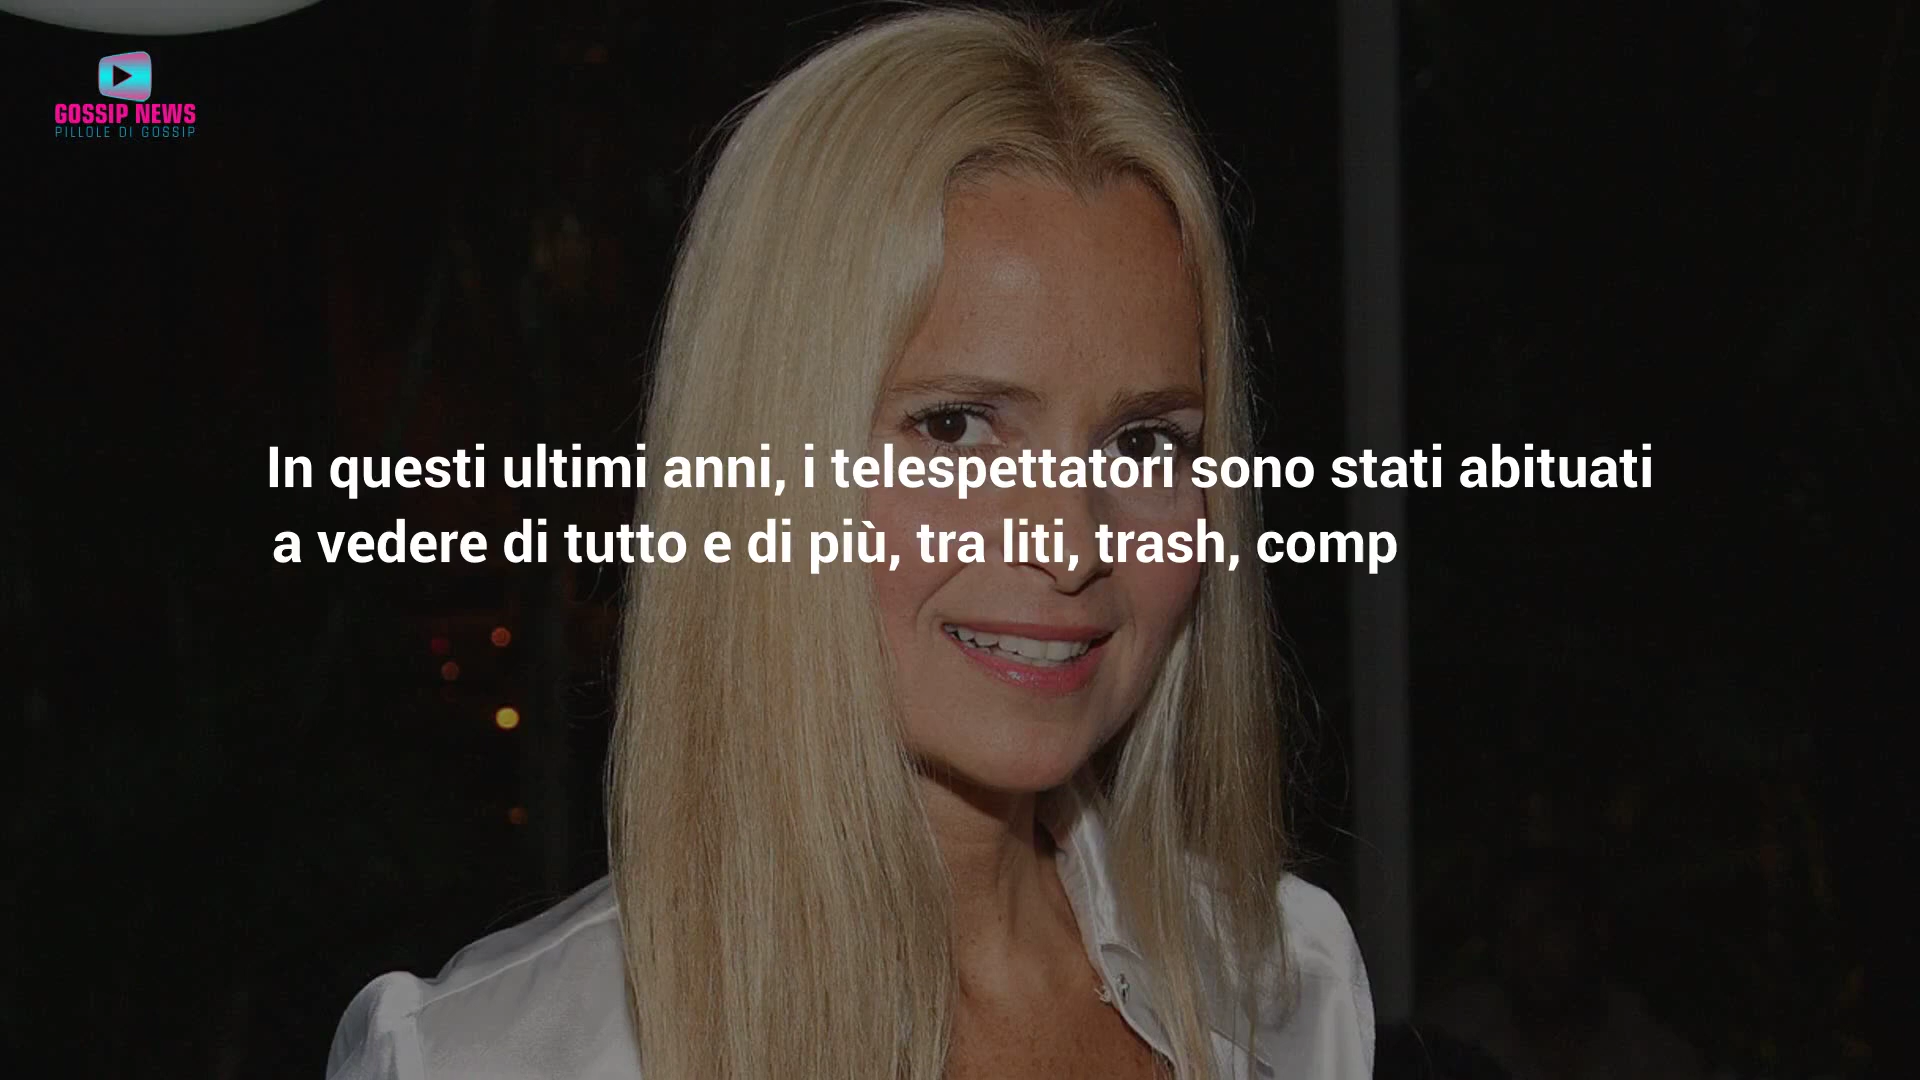 GOSSIP NEWS
PILLOLE DI GOSSIP
In questi ultimi anni, i telespettatori sono stati abituati
a vedere di tutto e di più, tra liti, trash, comp